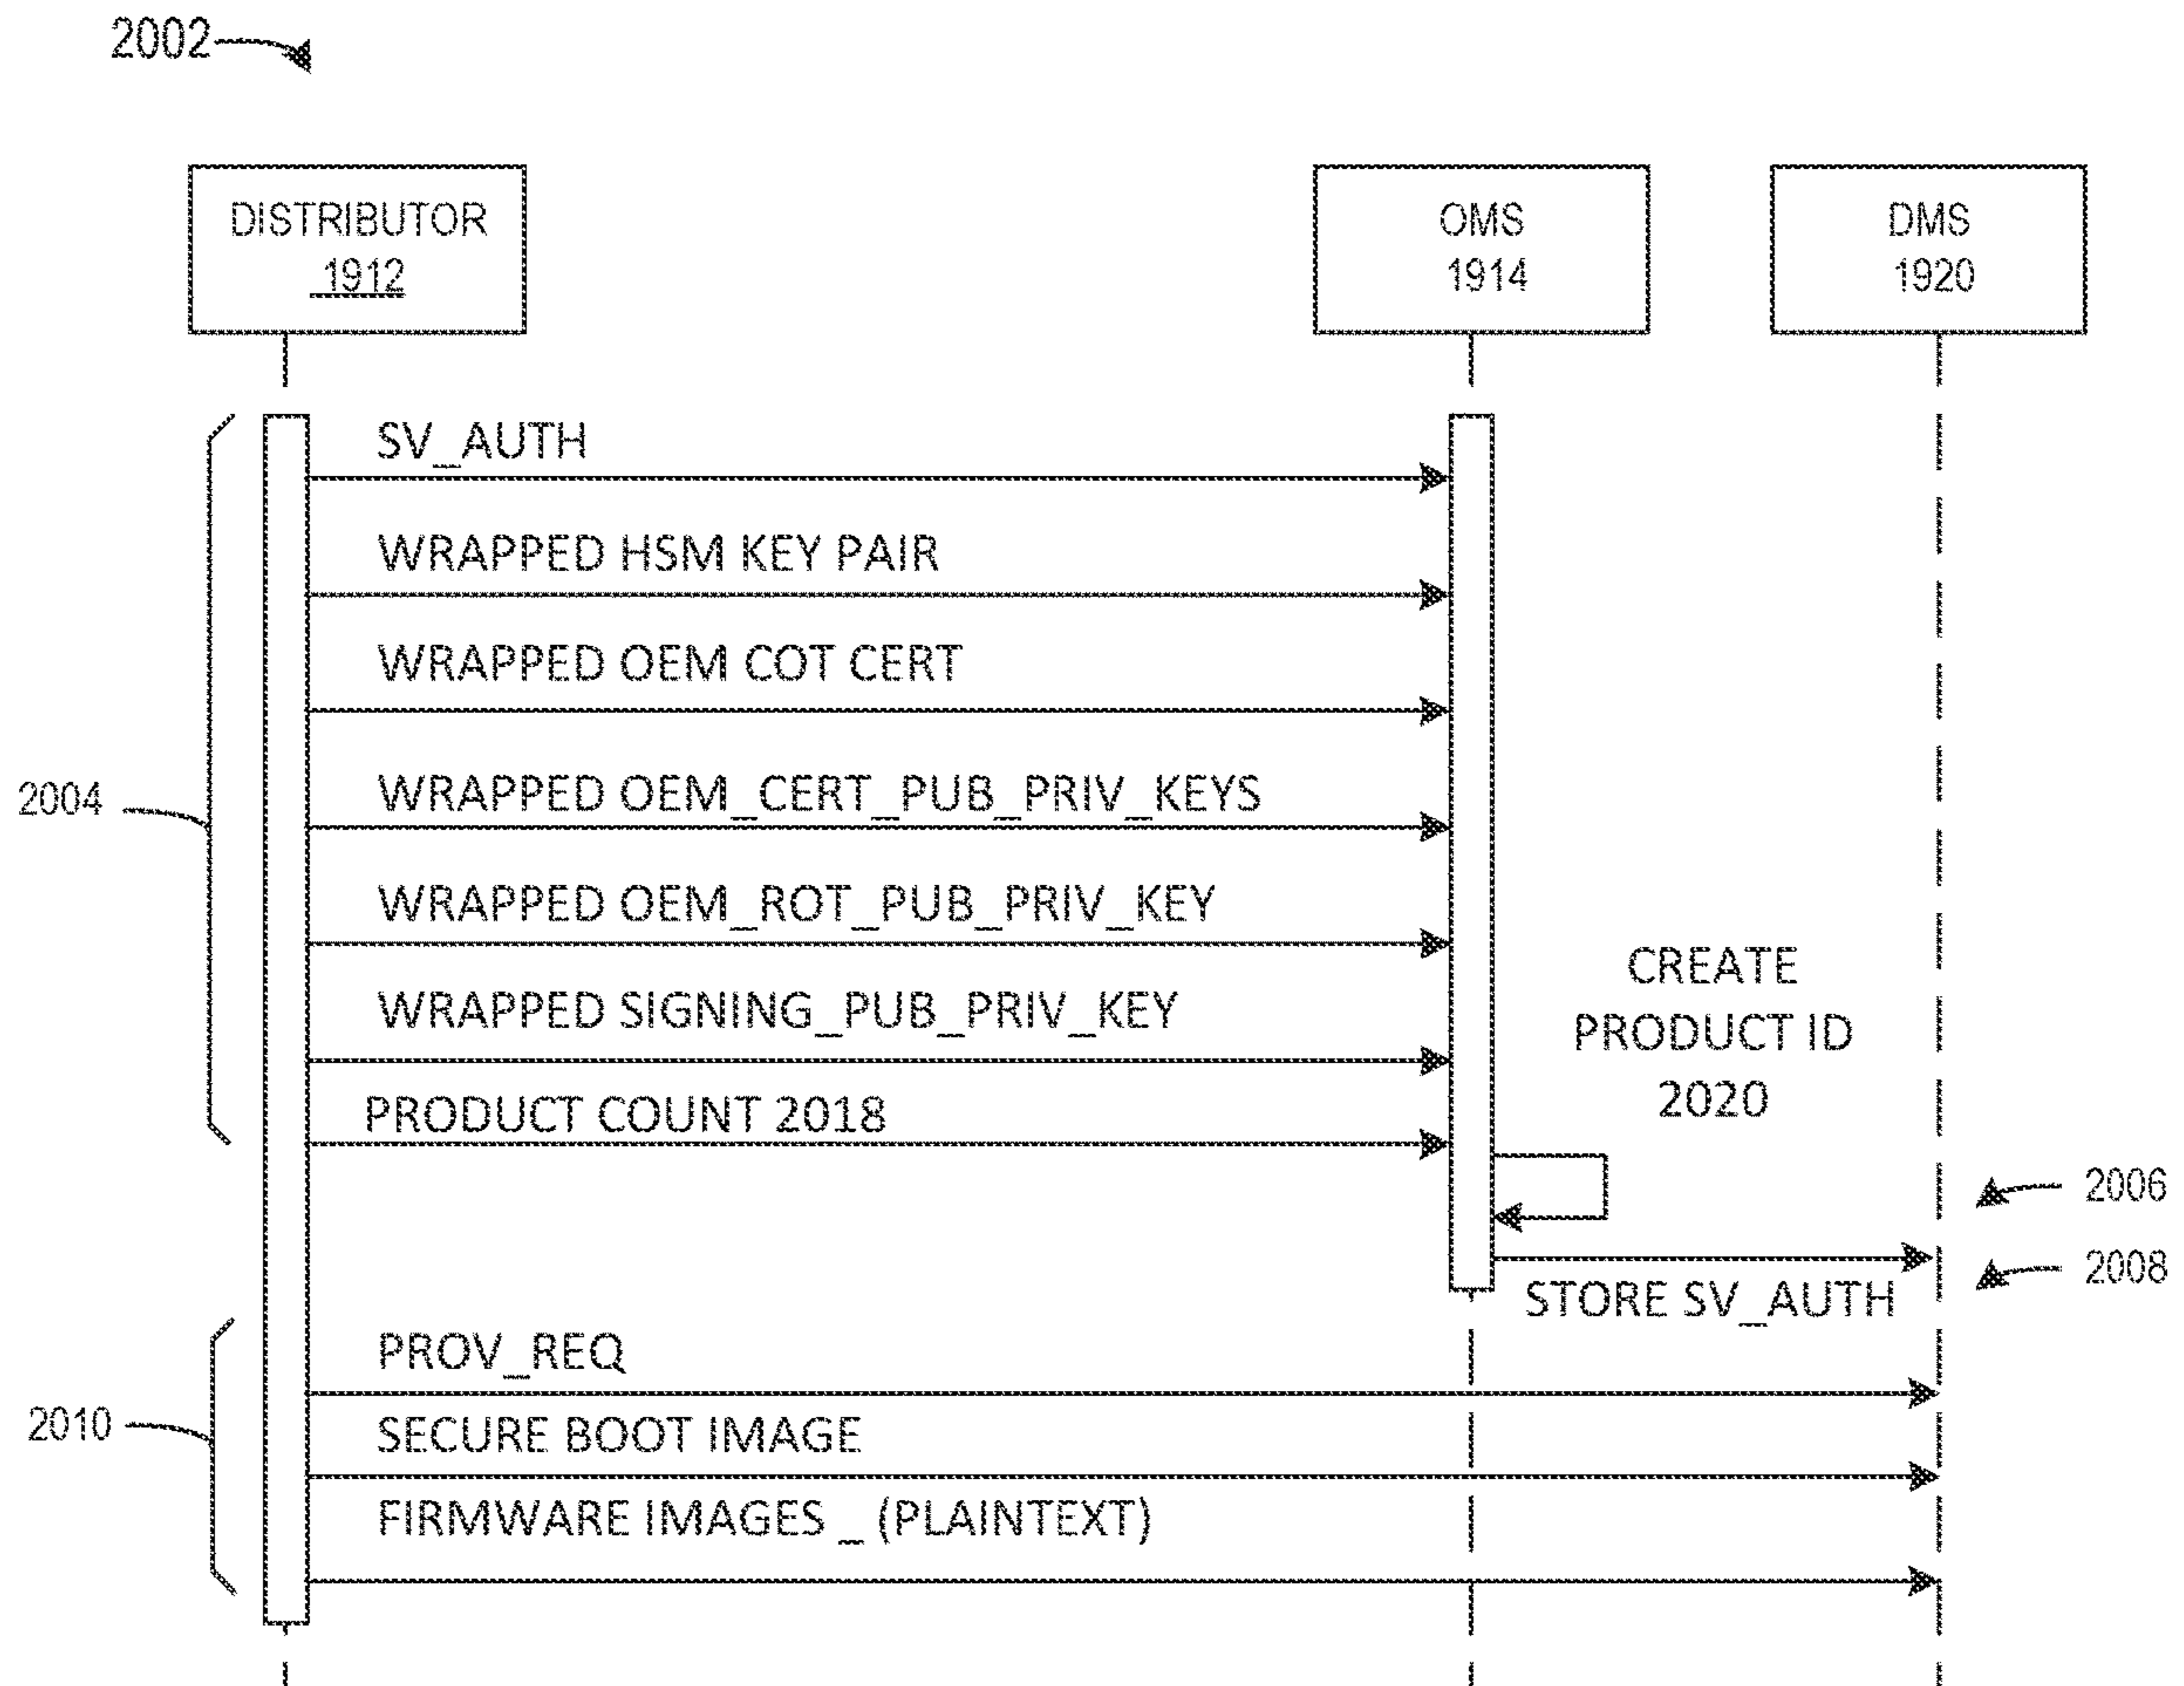 2002
DISTRIBUTOR
1912
OMS
1914
DMS
1920
SV_AUTH
WRAPPED HSM KEY PAIR
WRAPPED OEM COT CERT
2004
WRAPPED OEM_CERT_PUB_PRIV_KEYS
WRAPPED OEM_ROT_PUB_PRIV_KEY
WRAPPED SIGNING_PUB_PRIV_KEY
PRODUCT COUNT 2018
CREATE
PRODUCT ID
2020
2006
2008
STORE SV_AUTH
2010
PROV_REQ
SECURE BOOT IMAGE
FIRMWARE IMAGES _ (PLAINTEXT)